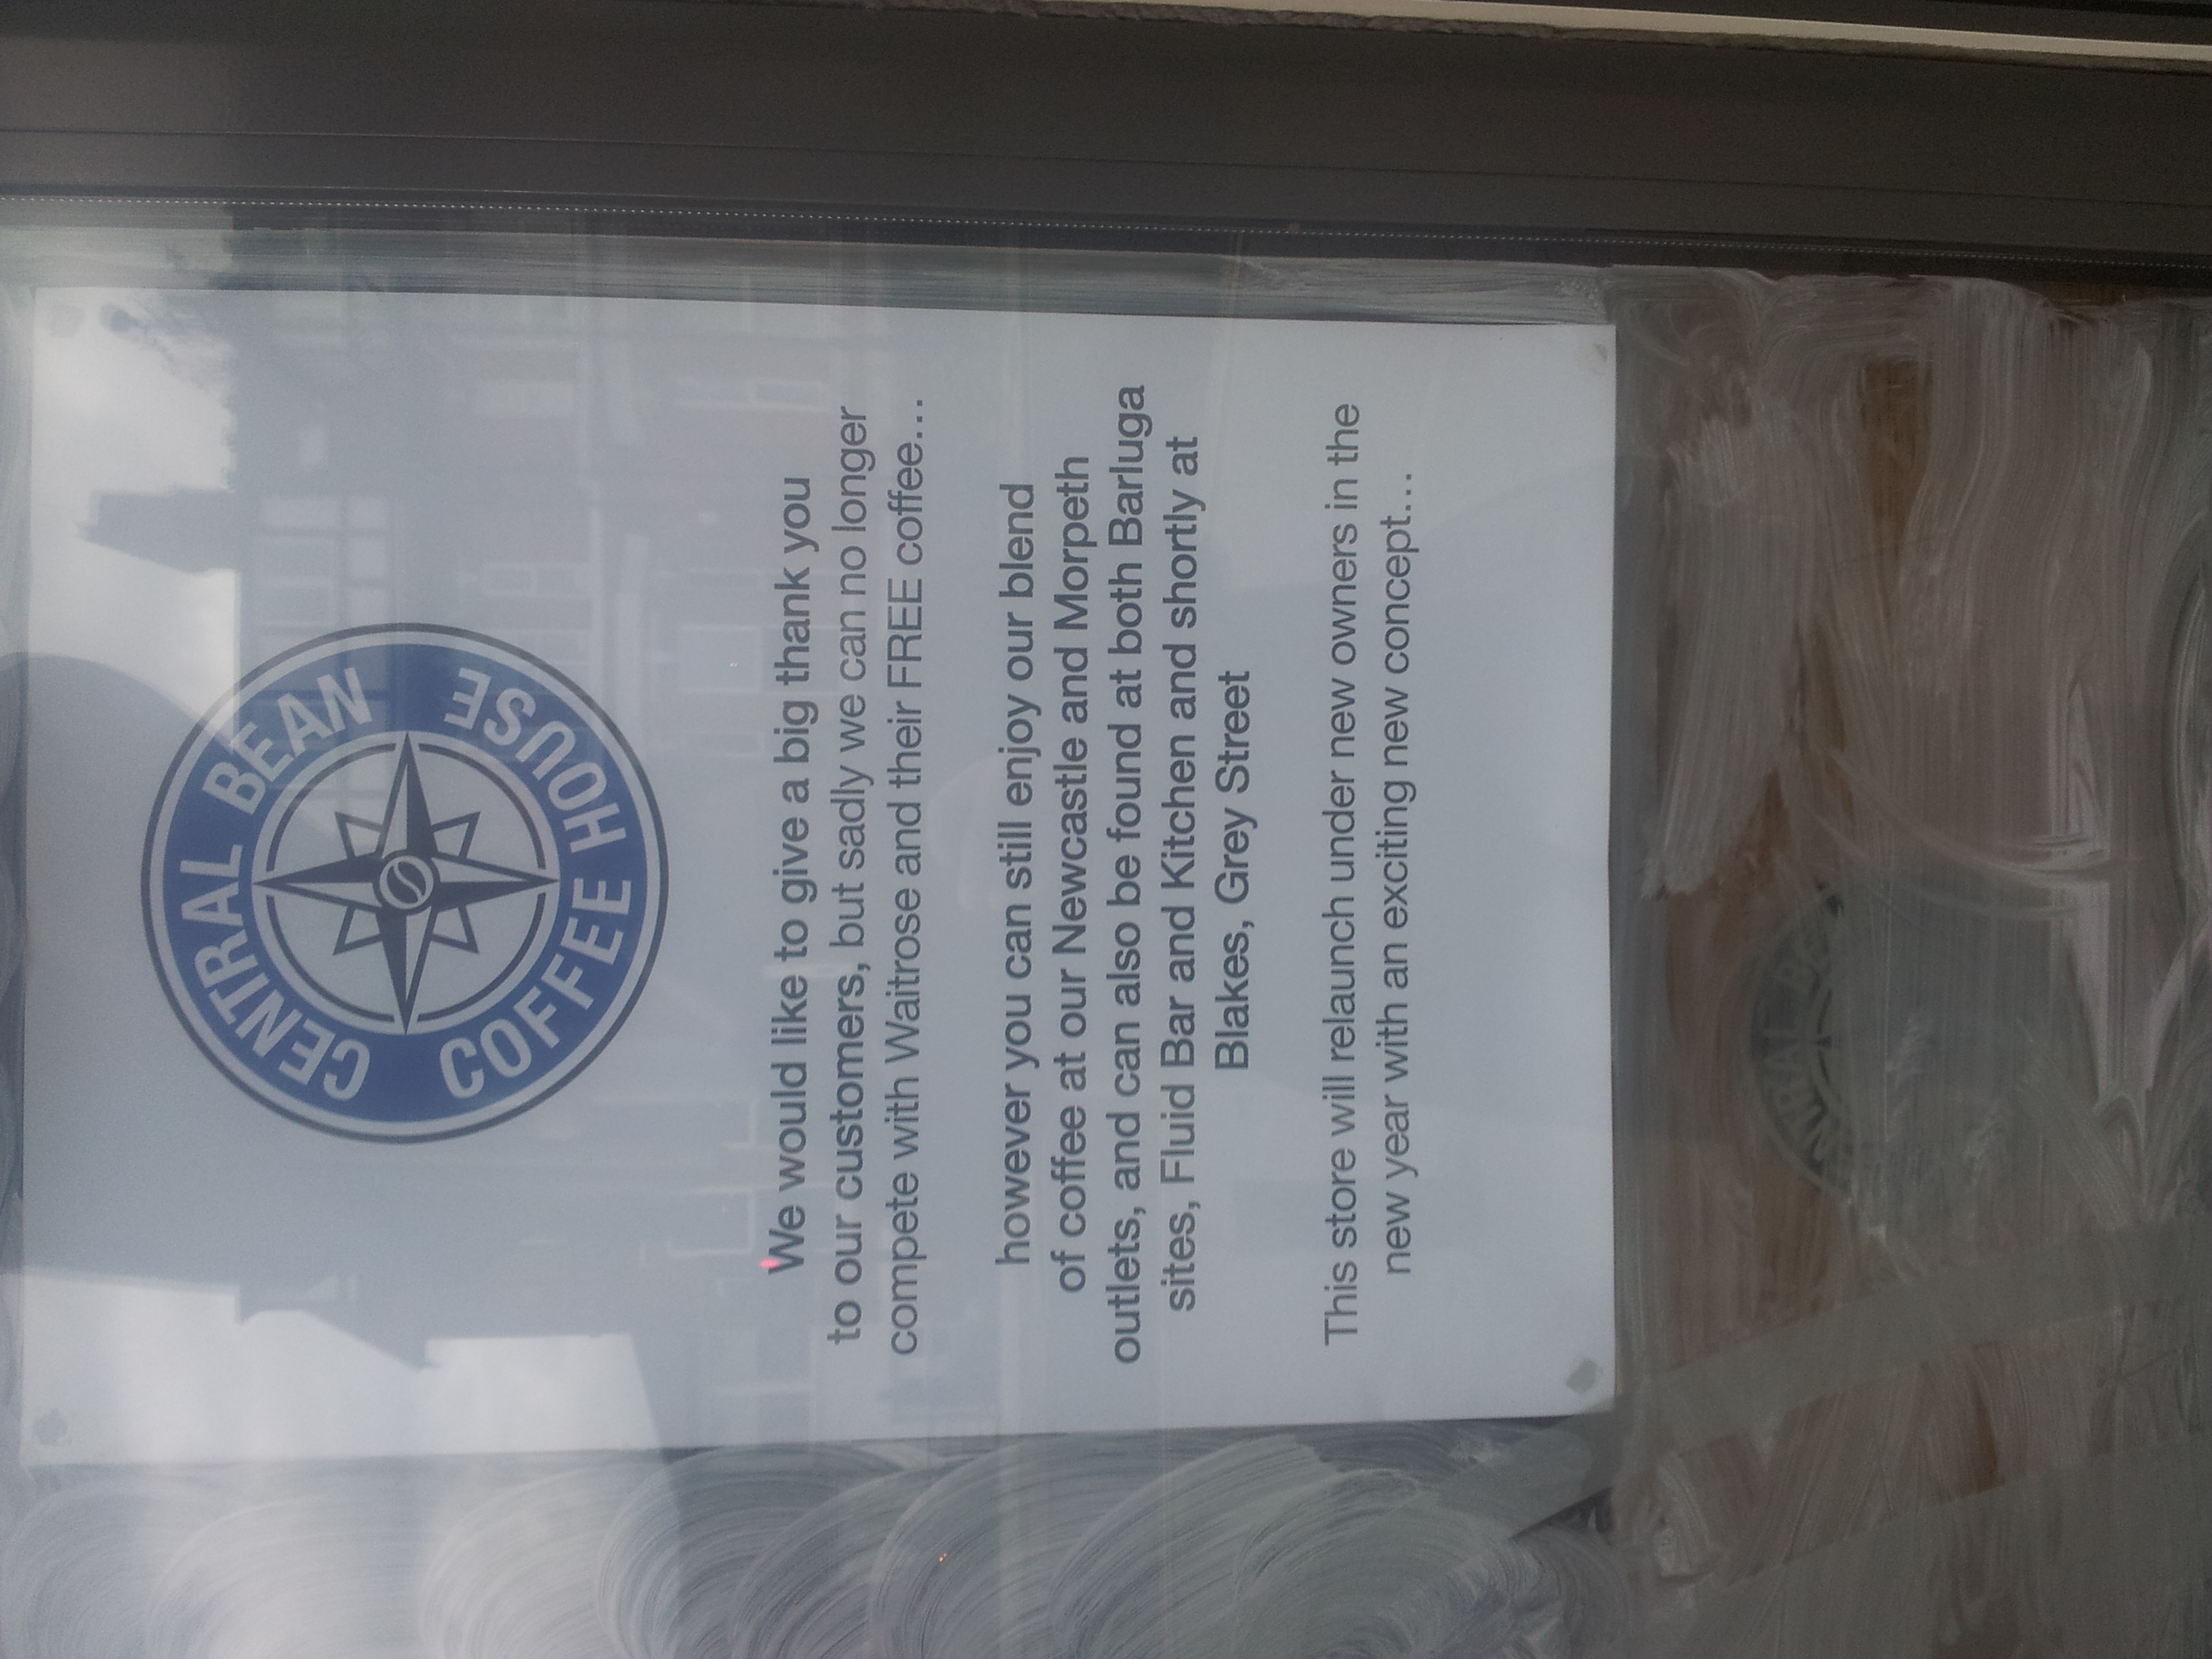 CENTRAL BEAN
COFFEE HOUSE
We would like to give a big thank you
to our customers, but sadly we can no longer
compete with Waitrose and their FREE coffee...
however you can still enjoy our blend
of coffee at our Newcastle and Morpeth
outlets, and can also be found at both Barluga
sites, Fluid Bar and Kitchen and shortly at
Blakes, Grey Street
This store will relaunch under new owners in the
new year with an exciting new concept...